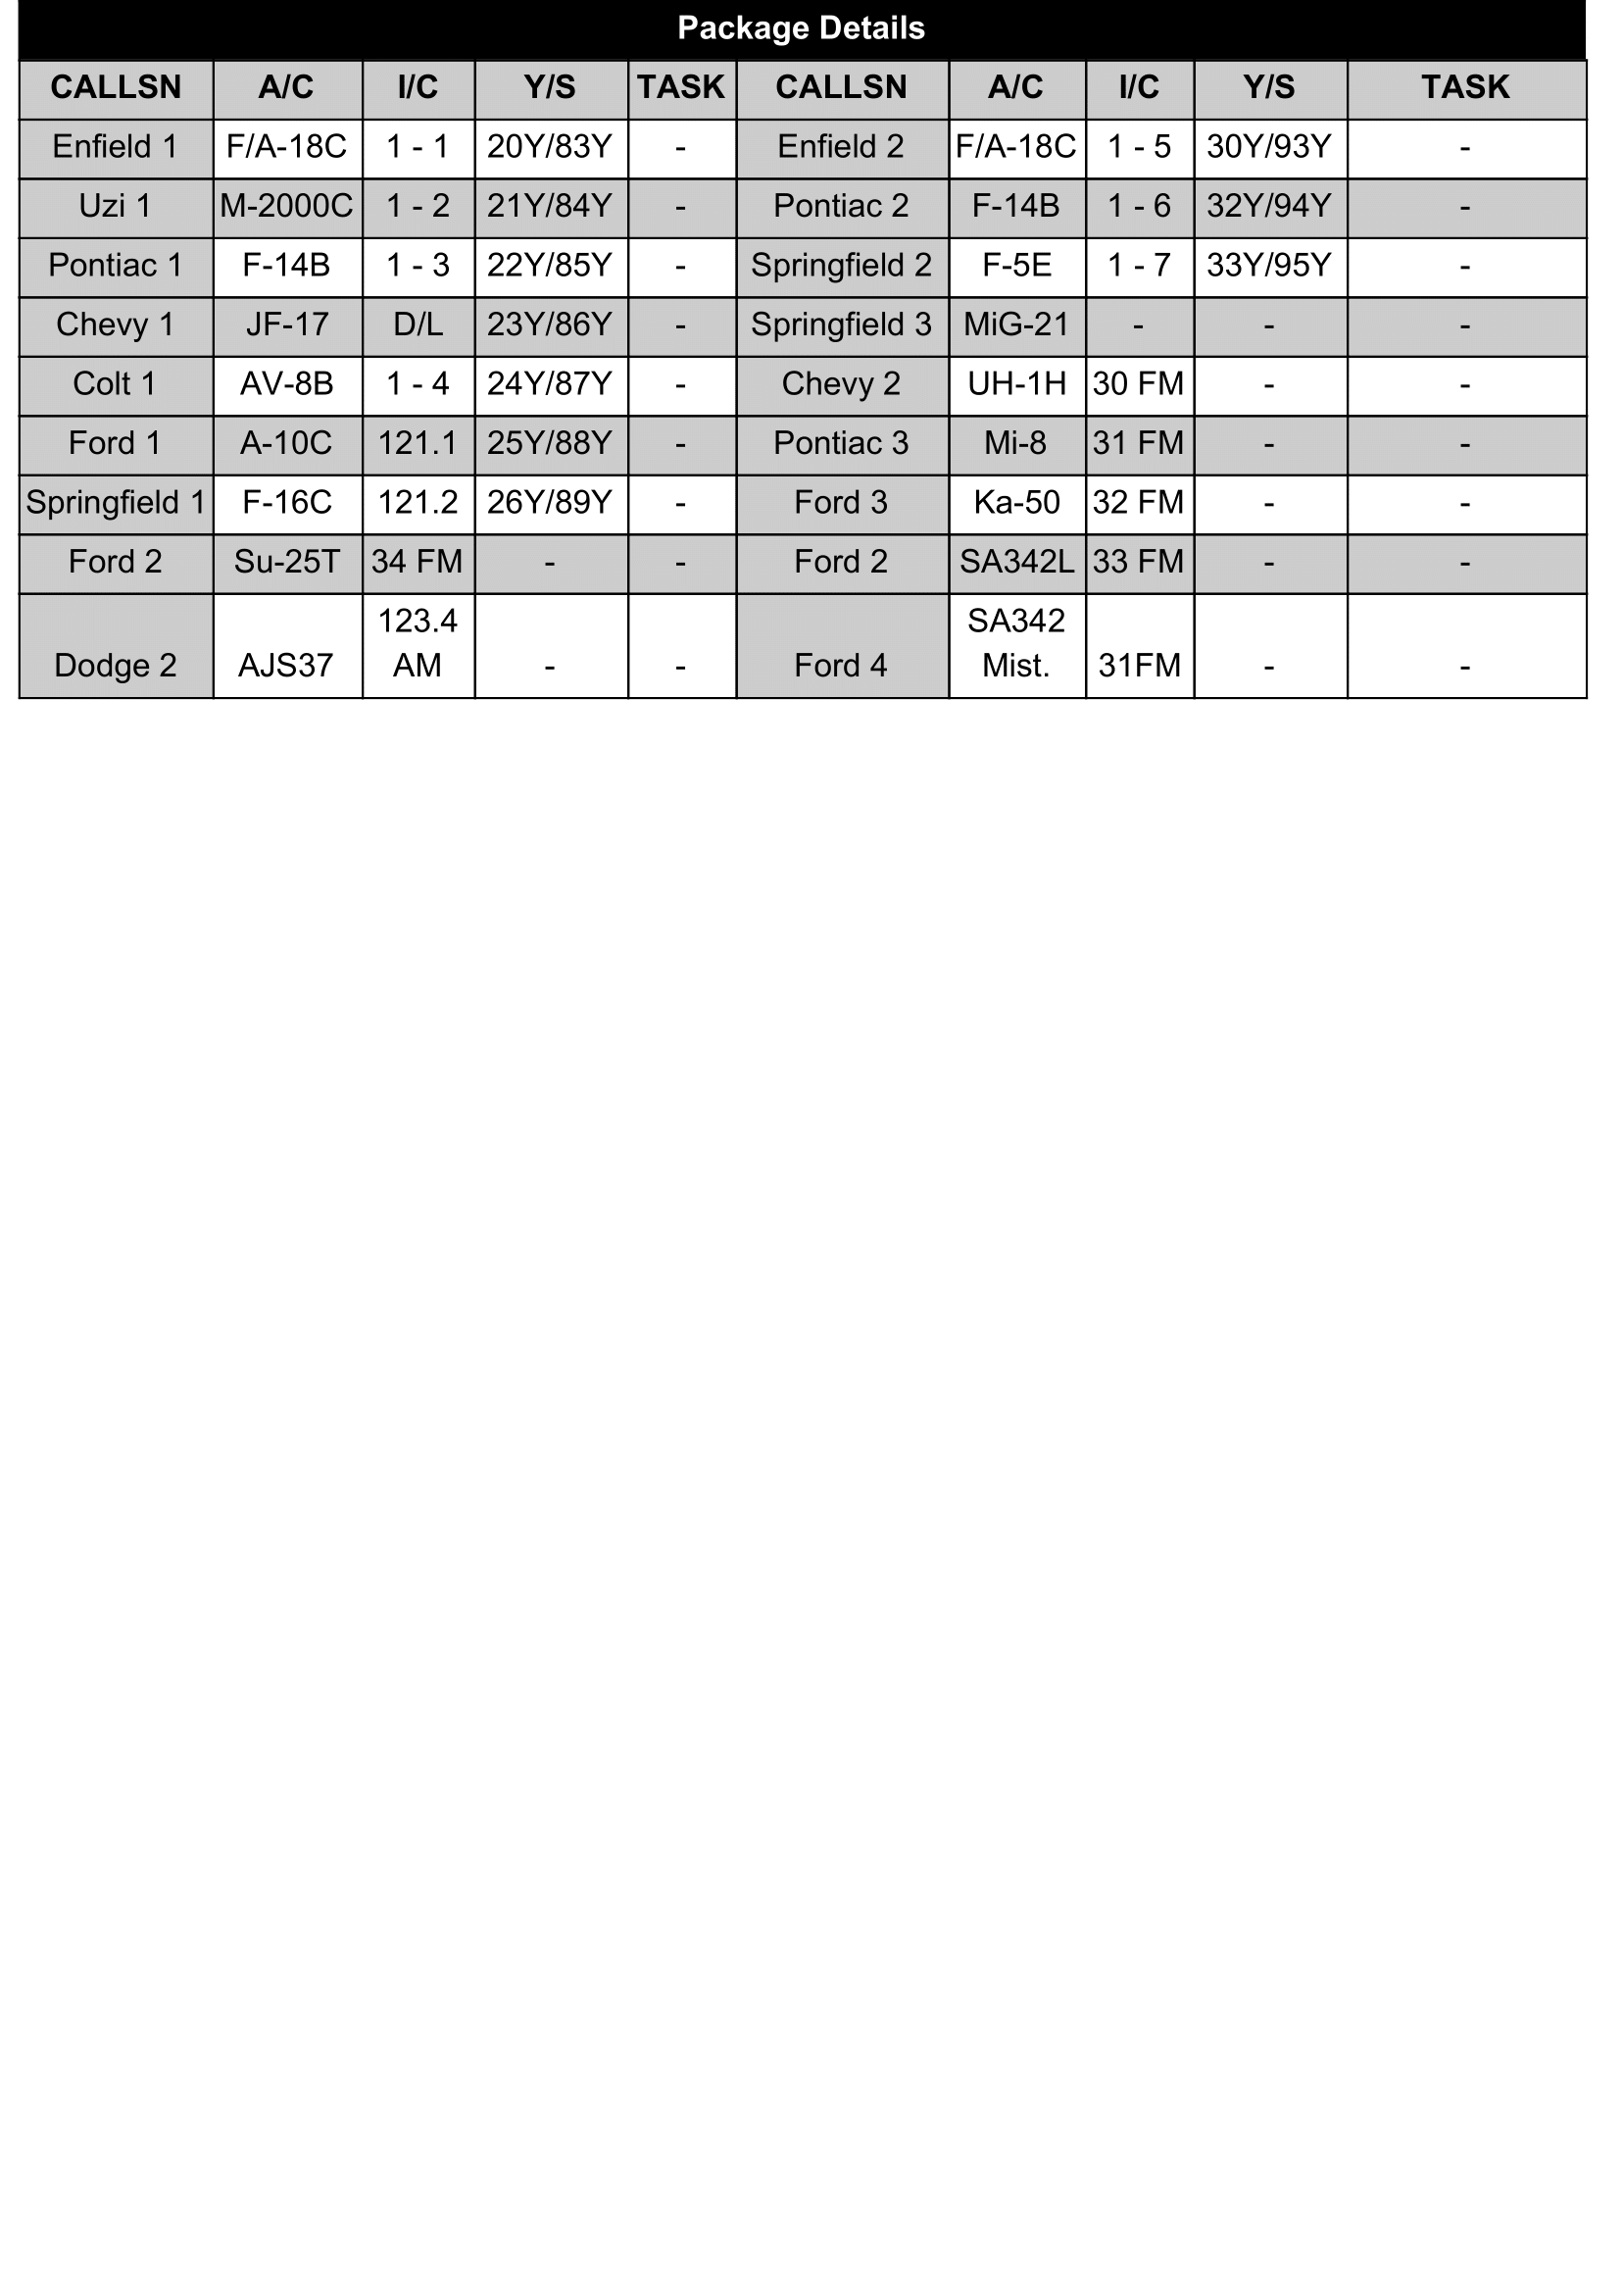 Package Details
CALLSN A/C I/C Y/S TASK CALLSN A/C I/C Y/S TASK
Enfield 1 F/A-18C 1 - 1 20Y/83Y - Enfield 2 F/A-18C 1 - 5 30Y/93Y -
Uzi 1 M-2000C 1 - 2 21Y/84Y - Pontiac 2 F-14B 1 - 6 32Y/94Y -
Pontiac 1 F-14B 1 - 3 22Y/85Y - Springfield 2 F-5E 1 - 7 33Y/95Y -
Chevy 1 JF-17 D/L 23Y/86Y - Springfield 3 MiG-21 - - -
Colt 1 AV-8B 1 - 4 24Y/87Y - Chevy 2 UH-1H 30 FM - -
Ford 1 A-10C 121.1 25Y/88Y - Pontiac 3 Mi-8 31 FM - -
Springfield 1 F-16C 121.2 26Y/89Y - Ford 3 Ka-50 32 FM - -
Ford 2 Su-25T 34 FM - - Ford 2 SA342L 33 FM - -
123.4 SA342
Dodge 2 AJS37 AM - - Ford 4 Mist. 31FM - -